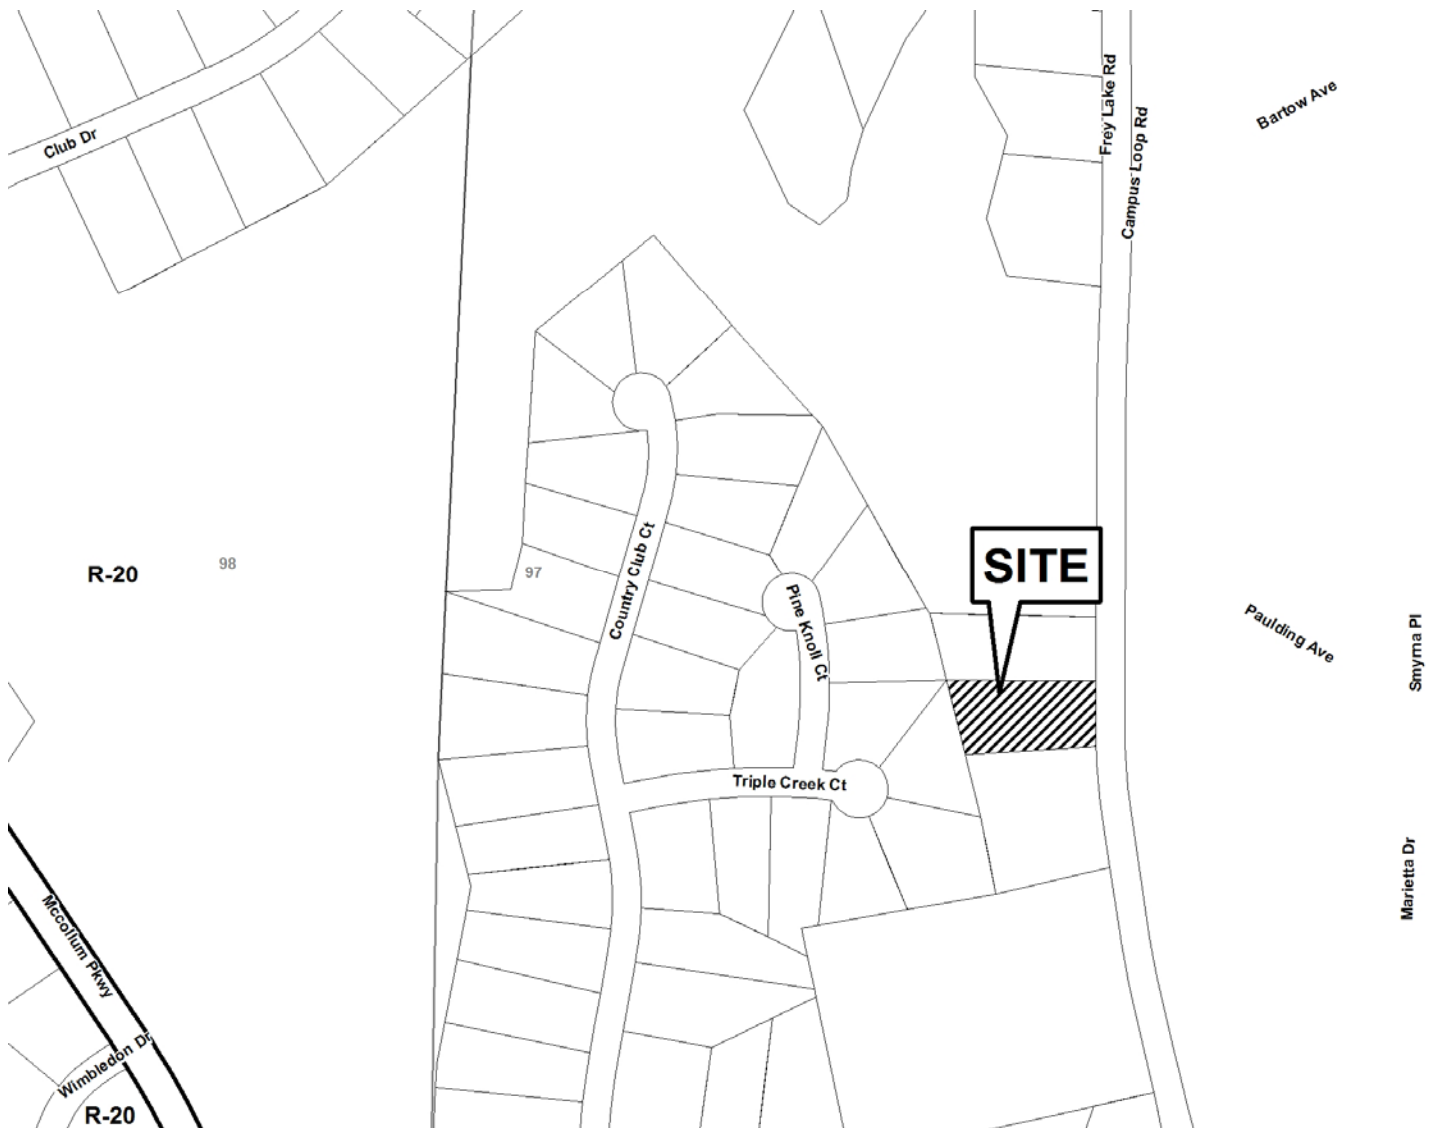 Frey Lake Rd
Bartow Ave
Campus Loop Rd
Club Dr
SITE
R-20
98
97
Country Club Ct
Pine Knoll Ct
Paulding Ave
Smyrna Pl
Triple Creek Ct
Marietta Dr
Mccollum Pkwy
Wimbledon Dr
R-20